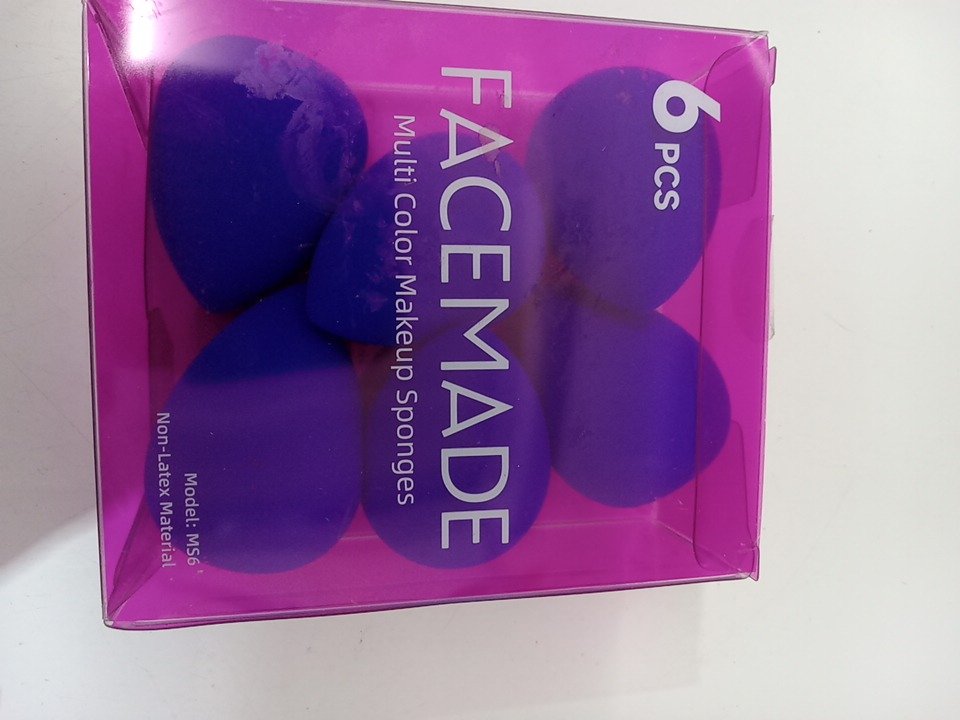 6 PCS
FACEMADE
Multi Color Makeup Sponges
Model: MS6
Non-Latex Material